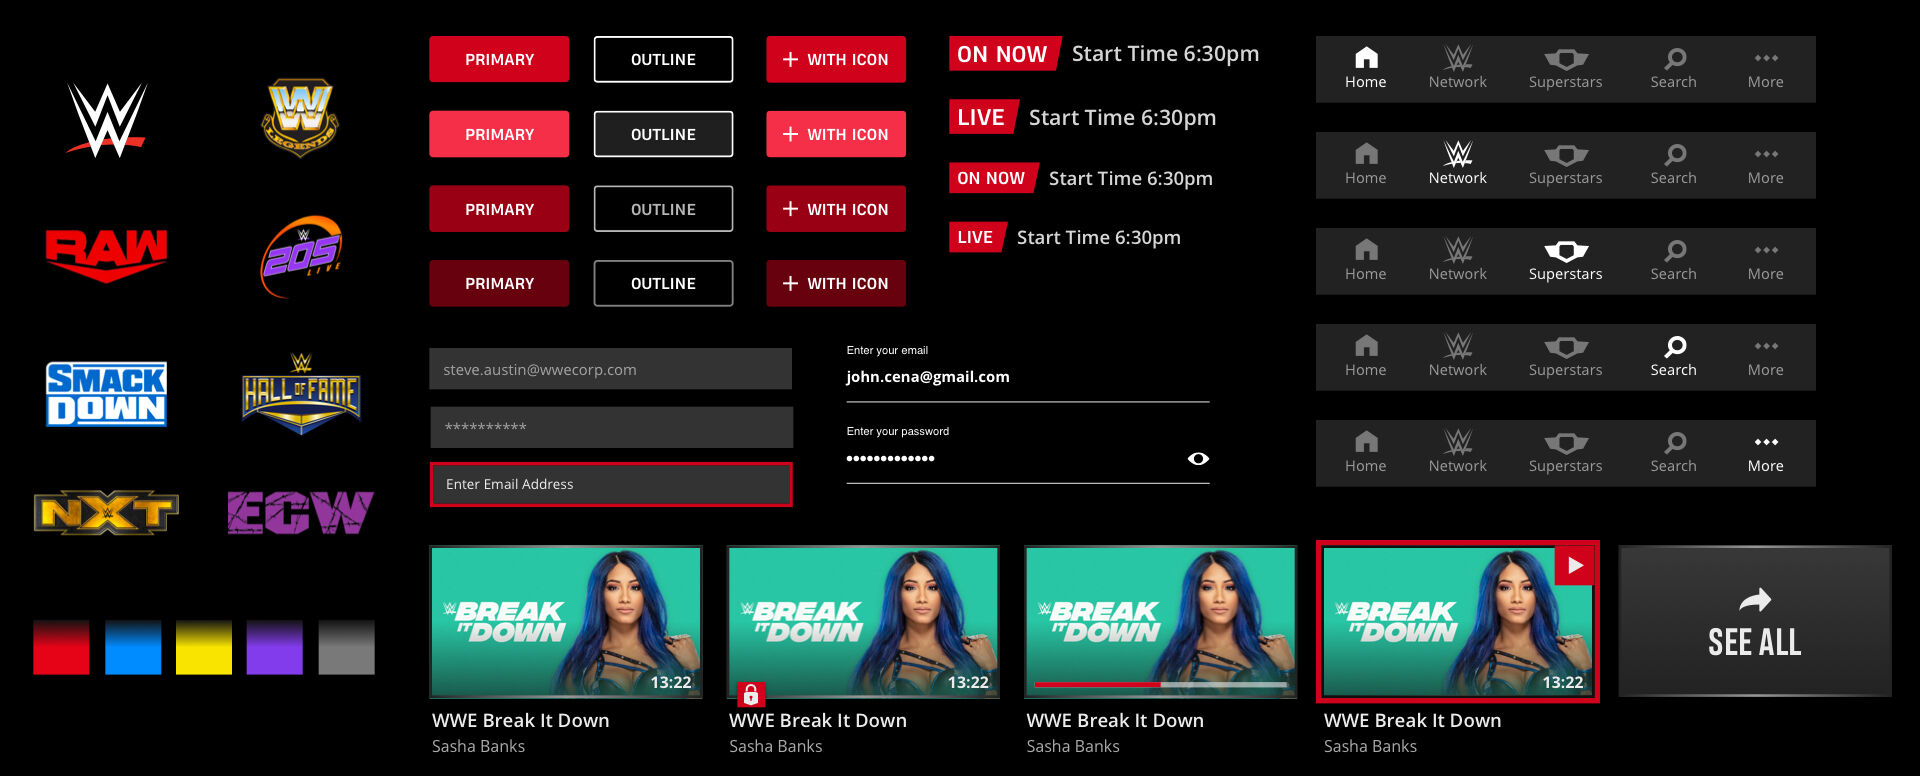 W
W
LEGENDS
RAW
W
205
LIVE
SMACK
DOWN
W
HALL OF FAME
NXT
ECW
PRIMARY
OUTLINE
+ WITH ICON
PRIMARY
OUTLINE
+ WITH ICON
PRIMARY
OUTLINE
+ WITH ICON
PRIMARY
OUTLINE
+ WITH ICON
ON NOW Start Time 6:30pm
LIVE Start Time 6:30pm
ON NOW Start Time 6:30pm
LIVE Start Time 6:30pm
steve.austin@wwecorp.com
**********
Enter Email Address
Enter your email
john.cena@gmail.com
Enter your password
•••••••••••••
Home Network Superstars Search More
Home Network Superstars Search More
Home Network Superstars Search More
Home Network Superstars Search More
Home Network Superstars Search More
W BREAK
IT DOWN
13:22
WWE Break It Down
Sasha Banks
W BREAK
IT DOWN
13:22
WWE Break It Down
Sasha Banks
W BREAK
IT DOWN
WWE Break It Down
Sasha Banks
W BREAK
IT DOWN
13:22
WWE Break It Down
Sasha Banks
SEE ALL